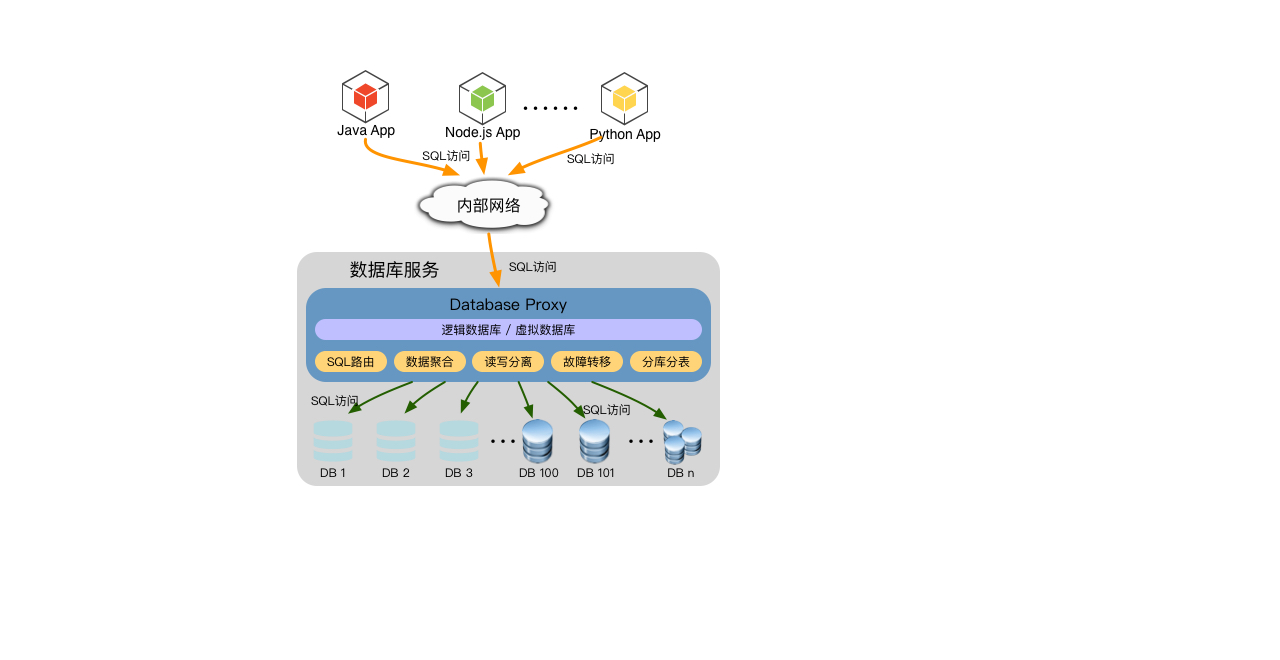 Java App
Node.js App
......
Python App
SQL访问
SQL访问
内部网络
数据库服务
SQL访问
Database Proxy
逻辑数据库 / 虚拟数据库
SQL路由
数据聚合
读写分离
故障转移
分库分表
SQL访问
SQL访问
...
...
DB 1
DB 2
DB 3
DB 100
DB 101
DB n